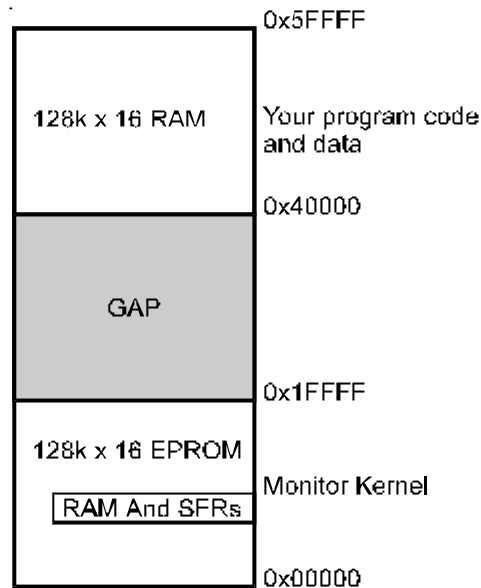 0x5FFFF
128k x 16 RAM
Your program code
and data
0x40000
GAP
0x1FFFF
128k x 16 EPROM
Monitor Kernel
RAM And SFRs
0x00000